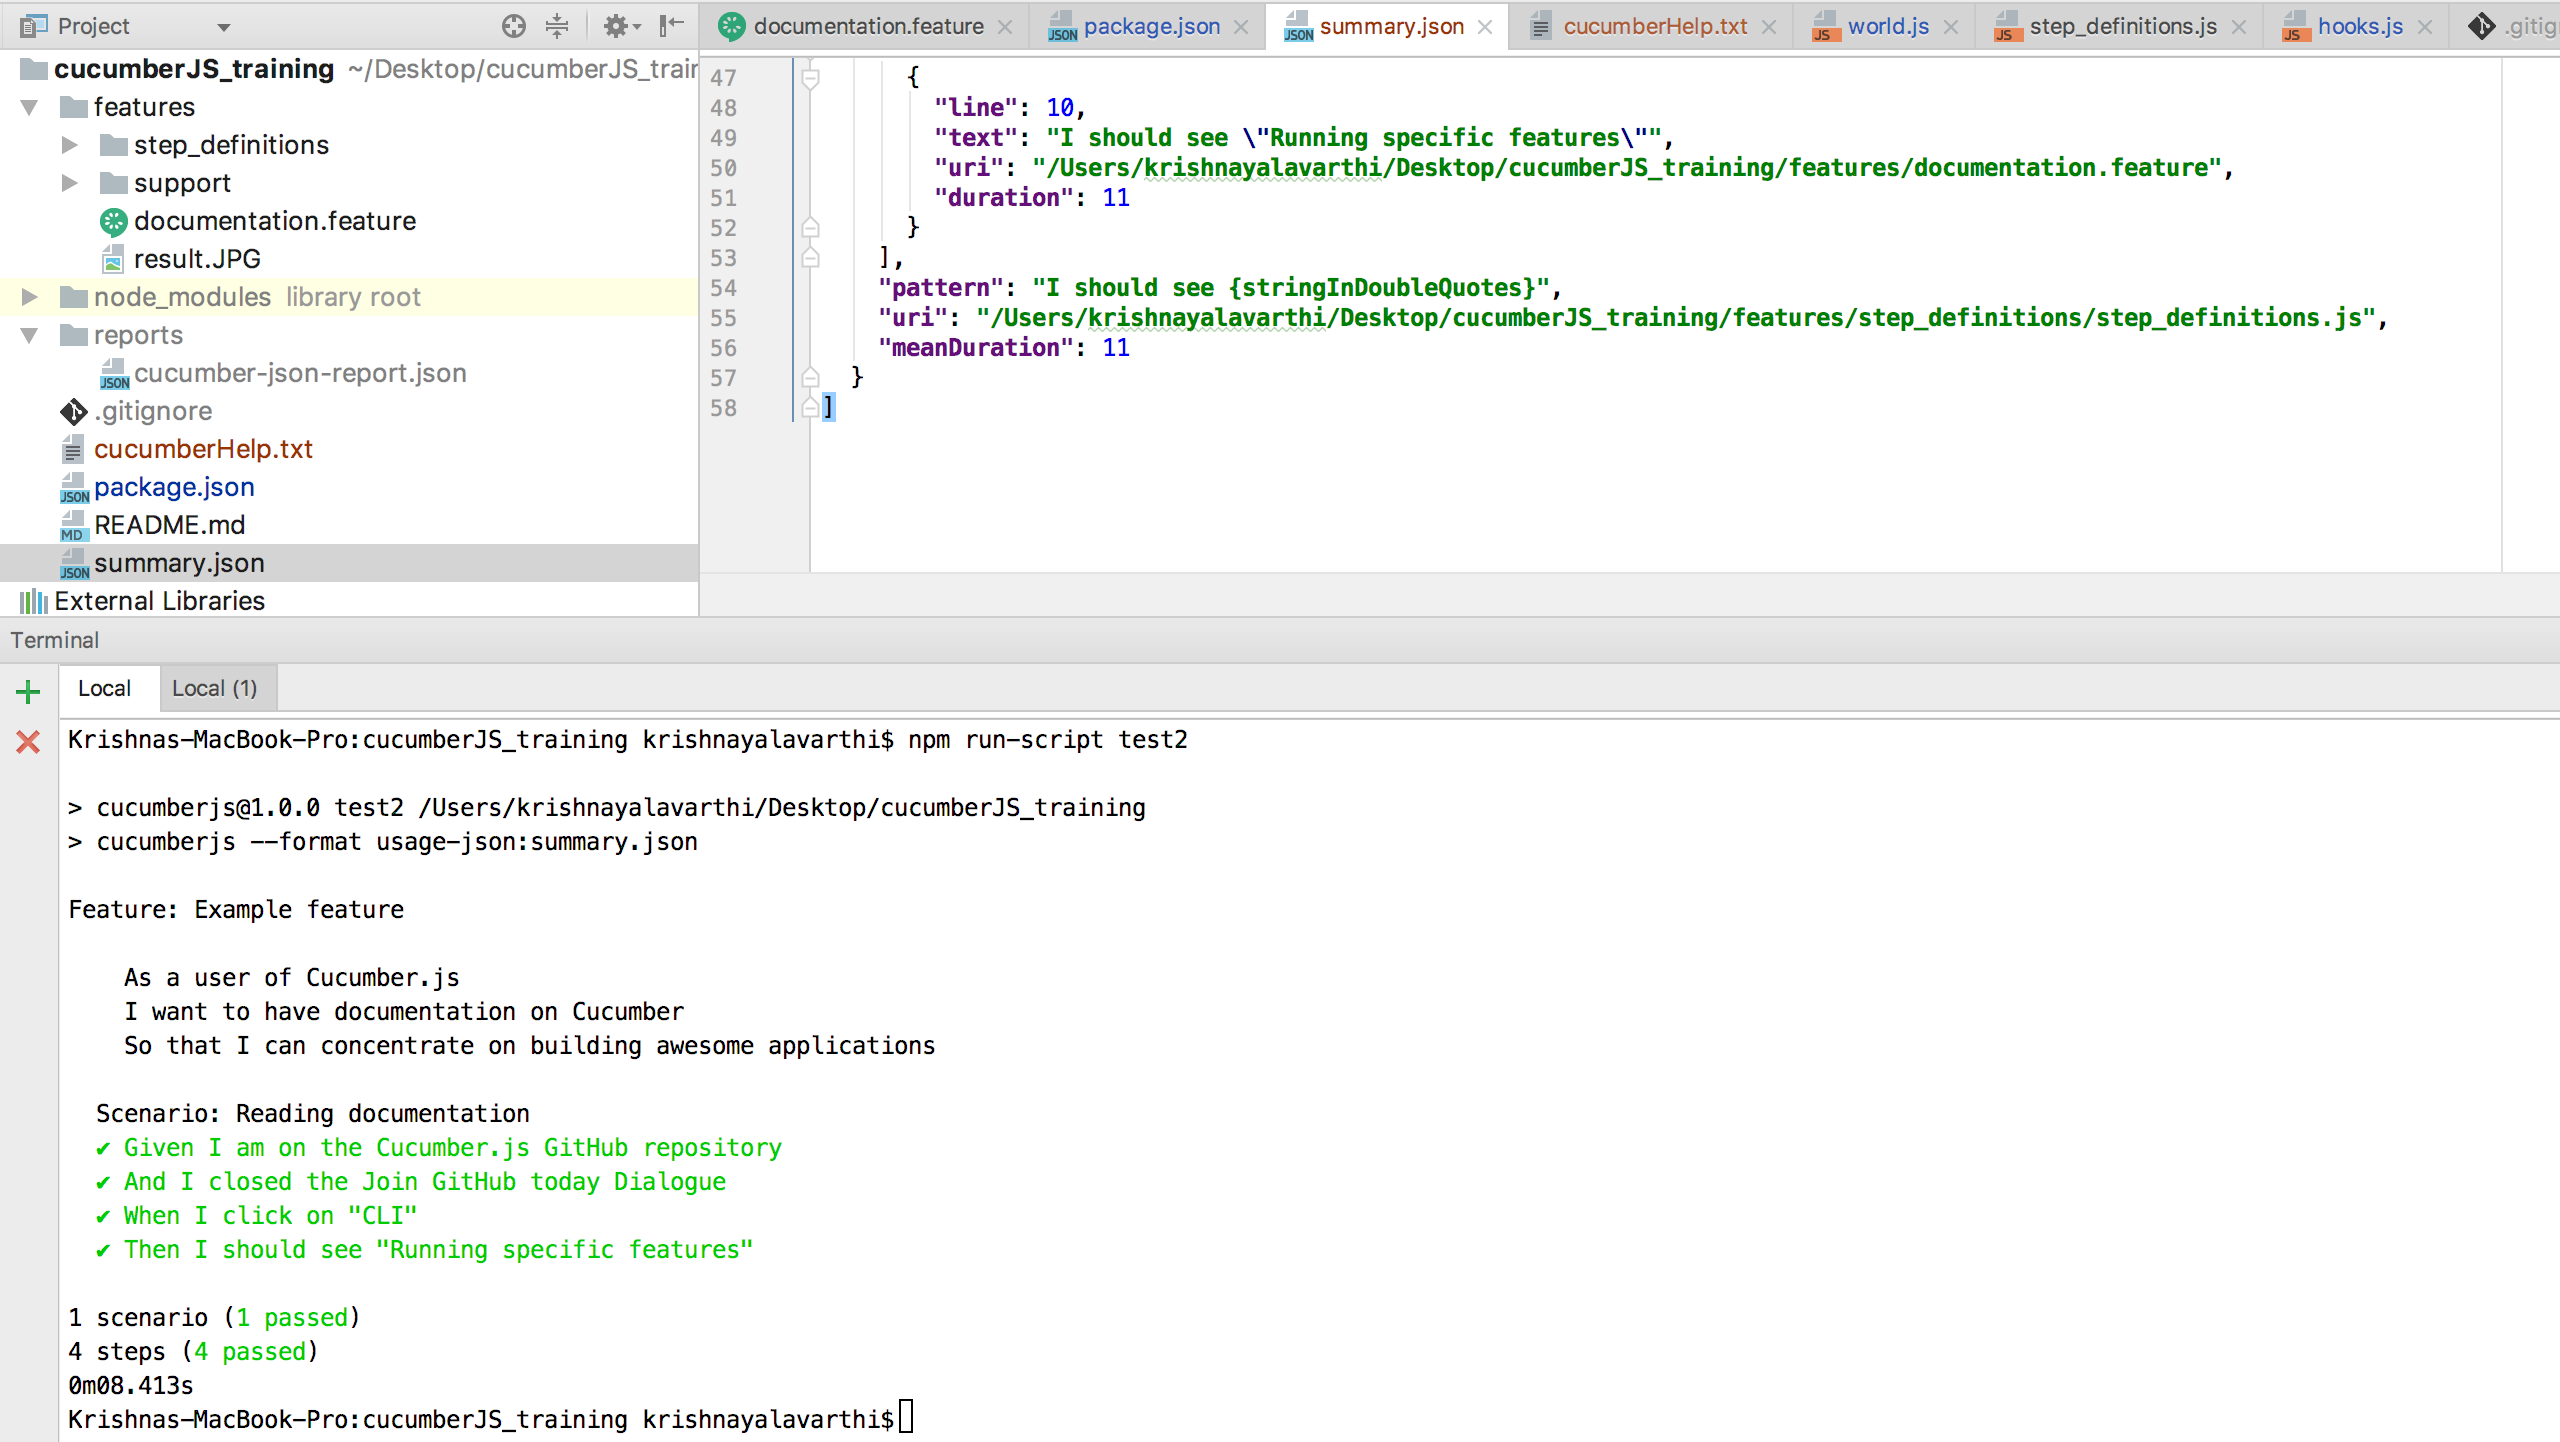 Project
documentation.feature
package.json
summary.json
cucumberHelp.txt
world.js
step_definitions.js
hooks.js
cucumberJS_training ~/Desktop/cucumberJS_trair
features
step_definitions
support
documentation.feature
result.JPG
node_modules library root
reports
cucumber-json-report.json
.gitignore
cucumberHelp.txt
package.json
README.md
summary.json
External Libraries
47 {
48 "line": 10,
49 "text": "I should see \"Running specific features\"",
50 "uri": "/Users/krishnayalavarthi/Desktop/cucumberJS_training/features/documentation.feature",
51 "duration": 11
52 }
53 ],
54 "pattern": "I should see {stringInDoubleQuotes}",
55 "uri": "/Users/krishnayalavarthi/Desktop/cucumberJS_training/features/step_definitions/step_definitions.js",
56 "meanDuration": 11
57 }
58 ]
Terminal
Local
Local (1)
Krishnas-MacBook-Pro:cucumberJS_training krishnayalavarthi$ npm run-script test2
> cucumberjs@1.0.0 test2 /Users/krishnayalavarthi/Desktop/cucumberJS_training
> cucumberjs --format usage-json:summary.json
Feature: Example feature
As a user of Cucumber.js
I want to have documentation on Cucumber
So that I can concentrate on building awesome applications
Scenario: Reading documentation
✔ Given I am on the Cucumber.js GitHub repository
✔ And I closed the Join GitHub today Dialogue
✔ When I click on "CLI"
✔ Then I should see "Running specific features"
1 scenario (1 passed)
4 steps (4 passed)
0m08.413s
Krishnas-MacBook-Pro:cucumberJS_training krishnayalavarthi$